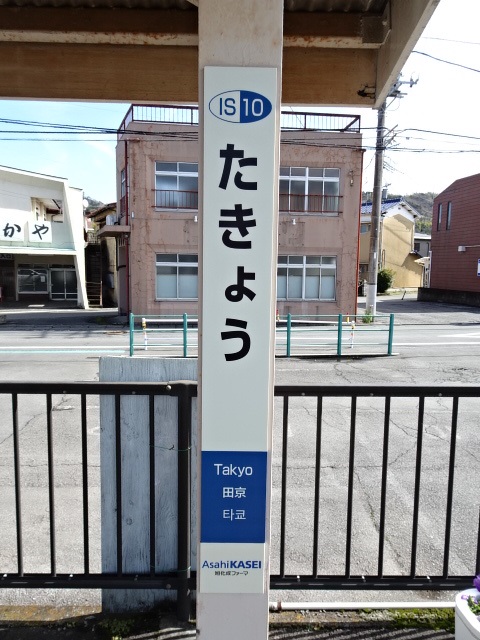 IS 10
たきょう
Takyo
田京
타쿄
AsahiKASEI
旭化成ファーマ
かや